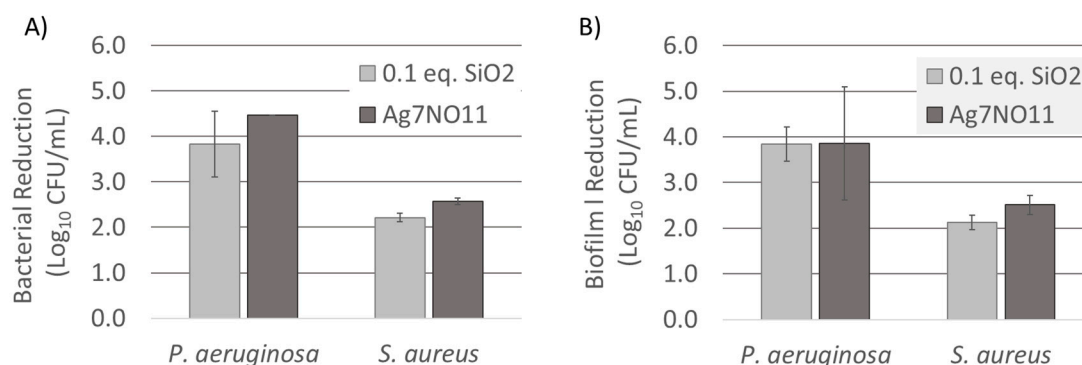 A)
Bacterial Reduction
(Log₁₀ CFU/mL)
6.0
5.0
4.0
3.0
2.0
1.0
0.0
0.1 eq. SiO2
Ag7NO11
P. aeruginosa
S. aureus
B)
Biofilm l Reduction
(Log₁₀ CFU/mL)
6.0
5.0
4.0
3.0
2.0
1.0
0.0
0.1 eq. SiO2
Ag7NO11
P. aeruginosa
S. aureus